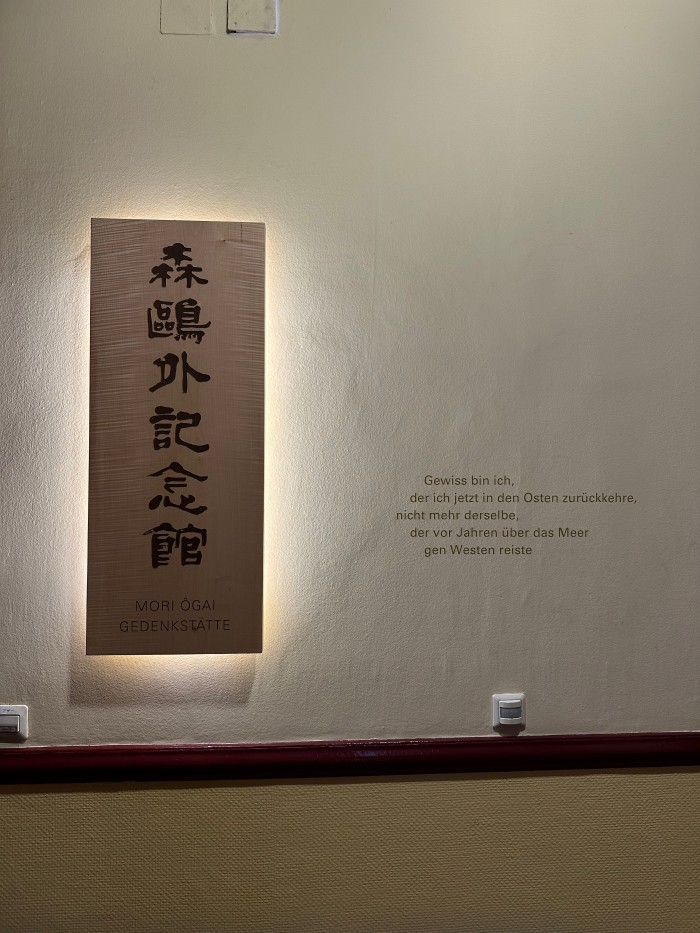 森鷗外記念館
MORI ŌGAI
GEDENKSTÄTTE
Gewiss bin ich,
der ich jetzt in den Osten zurückkehre,
nicht mehr derselbe,
der vor Jahren über das Meer
gen Westen reiste